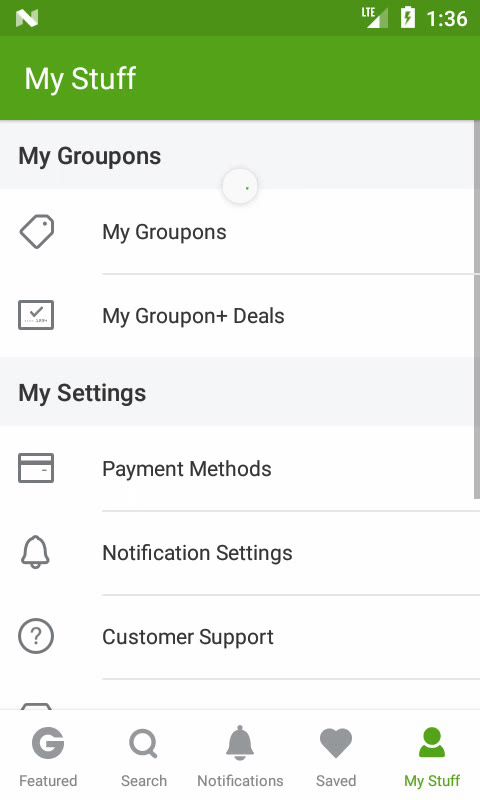 LTE 1:36
My Stuff
My Groupons
My Groupons
My Groupon+ Deals
My Settings
Payment Methods
Notification Settings
Customer Support
Featured Search Notifications Saved My Stuff